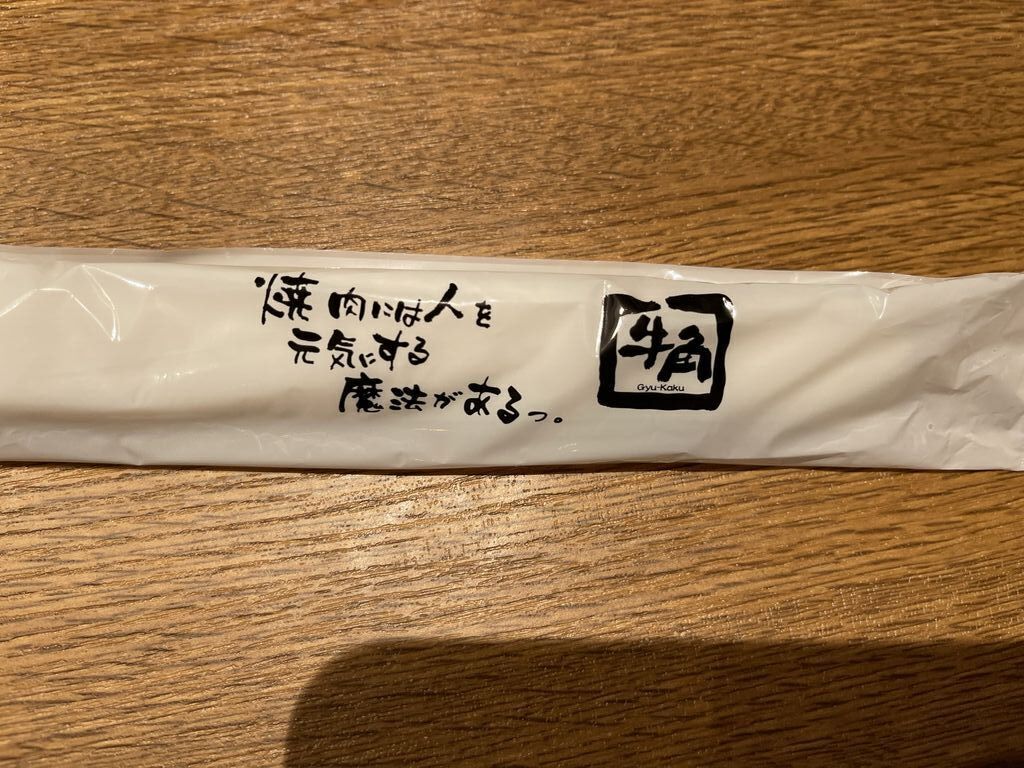 焼肉には人を
元気にする
魔法があるっ。
牛角
Gyu-Kaku